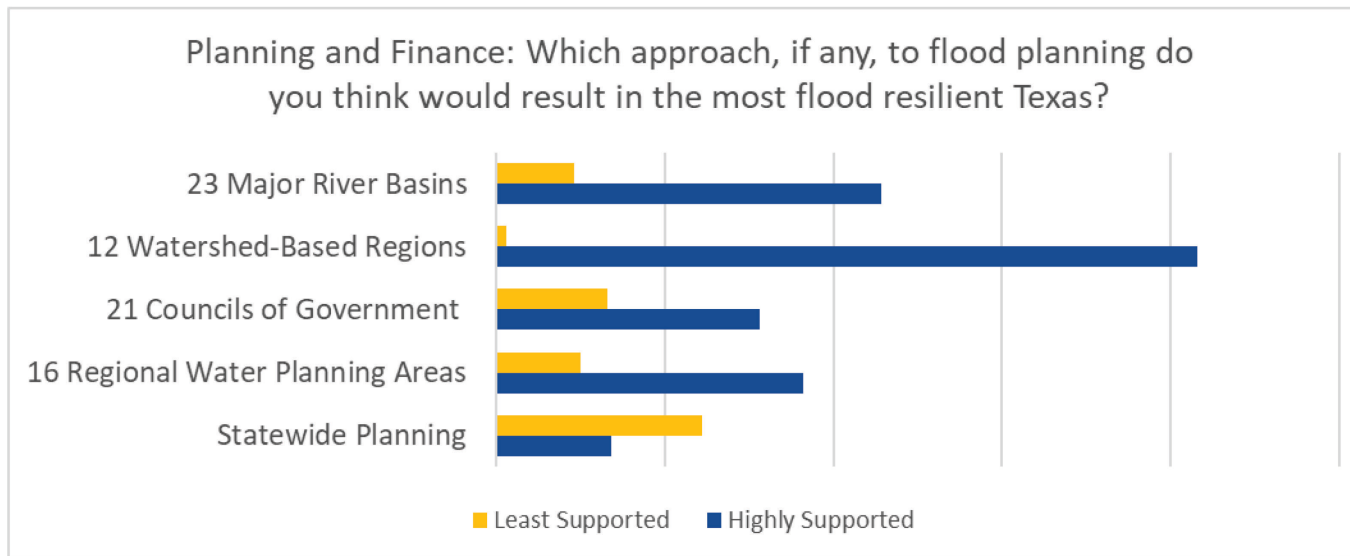 Planning and Finance: Which approach, if any, to flood planning do
you think would result in the most flood resilient Texas?
23 Major River Basins
12 Watershed-Based Regions
21 Councils of Government
16 Regional Water Planning Areas
Statewide Planning
Least Supported
Highly Supported